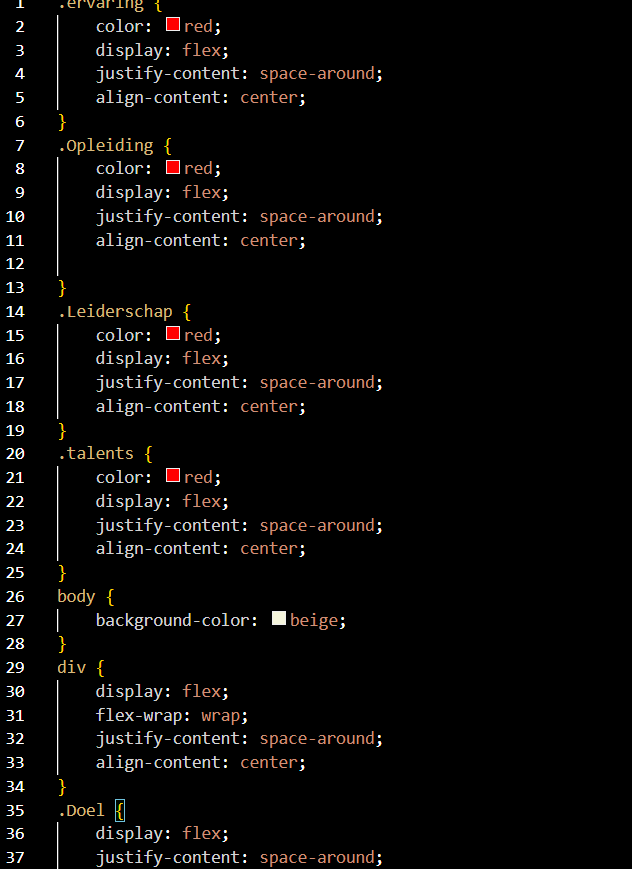 1 .ervaring {
2 color: red;
3 display: flex;
4 justify-content: space-around;
5 align-content: center;
6 }
7 .Opleiding {
8 color: red;
9 display: flex;
10 justify-content: space-around;
11 align-content: center;
12
13 }
14 .Leiderschap {
15 color: red;
16 display: flex;
17 justify-content: space-around;
18 align-content: center;
19 }
20 .talents {
21 color: red;
22 display: flex;
23 justify-content: space-around;
24 align-content: center;
25 }
26 body {
27 background-color: beige;
28 }
29 div {
30 display: flex;
31 flex-wrap: wrap;
32 justify-content: space-around;
33 align-content: center;
34 }
35 .Doel {
36 display: flex;
37 justify-content: space-around;